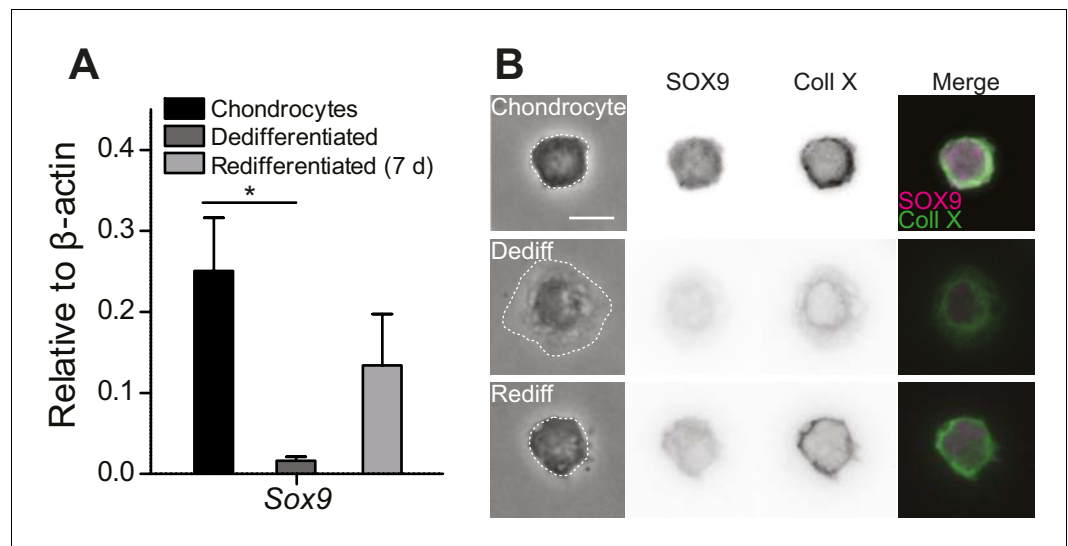 A
Chondrocytes
Dedifferentiated
Redifferentiated (7 d)
*
Relative to β-actin
0.4
0.3
0.2
0.1
0.0
Sox9
B
SOX9 Coll X Merge
Chondrocyte
SOX9
Coll X
Dediff
Rediff